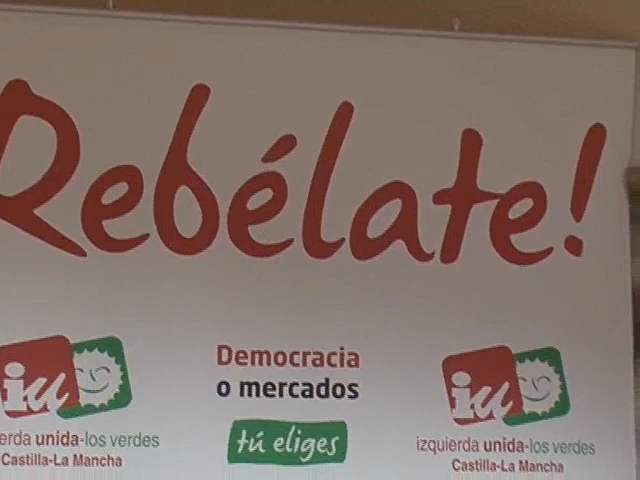 Rebélate!
iu
Democracia
o mercados
tú eliges
iu
erda unida-los verdes
Castilla-La Mancha
izquierda unida-los verdes
Castilla-La Mancha